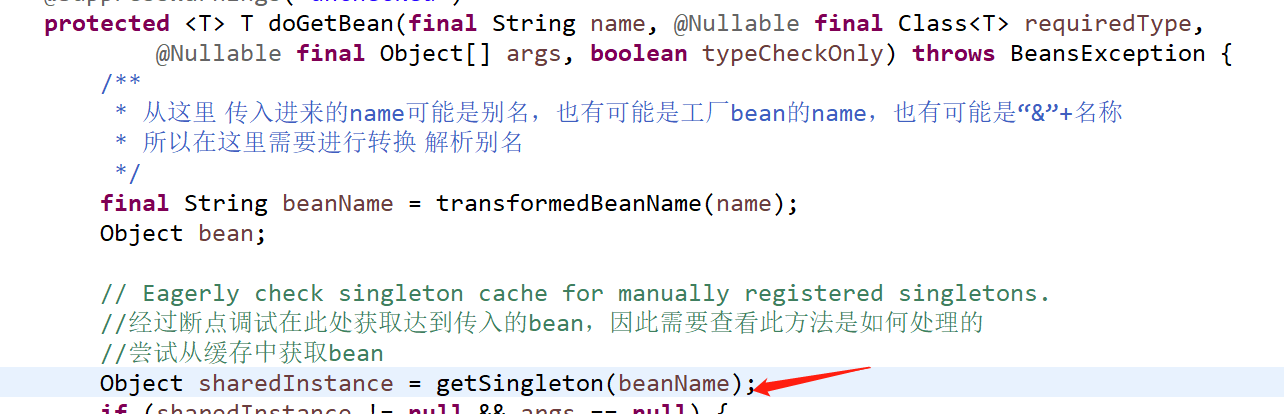 @SuppressWarnings("unchecked")
protected <T> T doGetBean(final String name, @Nullable final Class<T> requiredType,
@Nullable final Object[] args, boolean typeCheckOnly) throws BeansException {
/**
* 从这里 传入进来的name可能是别名，也有可能是工厂bean的name，也有可能是“&”+名称
* 所以在这里需要进行转换 解析别名
*/
final String beanName = transformedBeanName(name);
Object bean;
// Eagerly check singleton cache for manually registered singletons.
//经过断点调试在此处获取达到传入的bean，因此需要查看此方法是如何处理的
//尝试从缓存中获取bean
Object sharedInstance = getSingleton(beanName);
if (sharedInstance != null && args == null) {